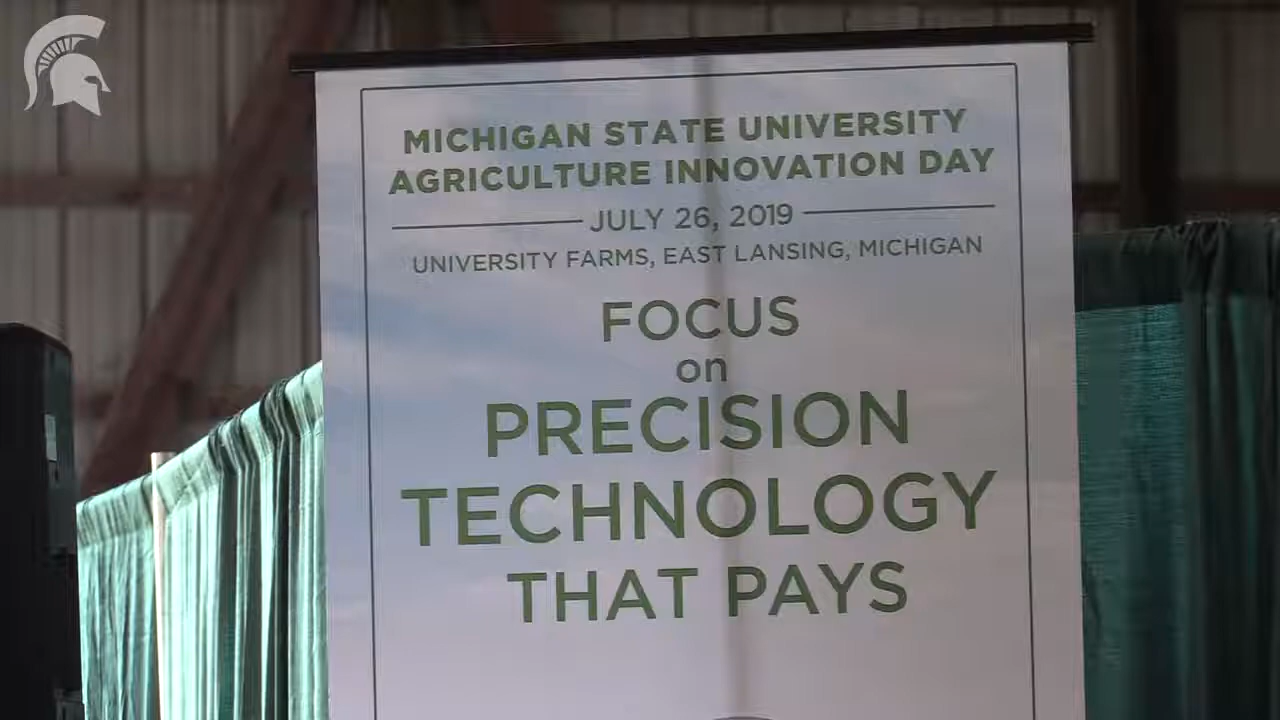 MICHIGAN STATE UNIVERSITY
AGRICULTURE INNOVATION DAY
JULY 26, 2019
UNIVERSITY FARMS, EAST LANSING, MICHIGAN
FOCUS
on
PRECISION
TECHNOLOGY
THAT PAYS